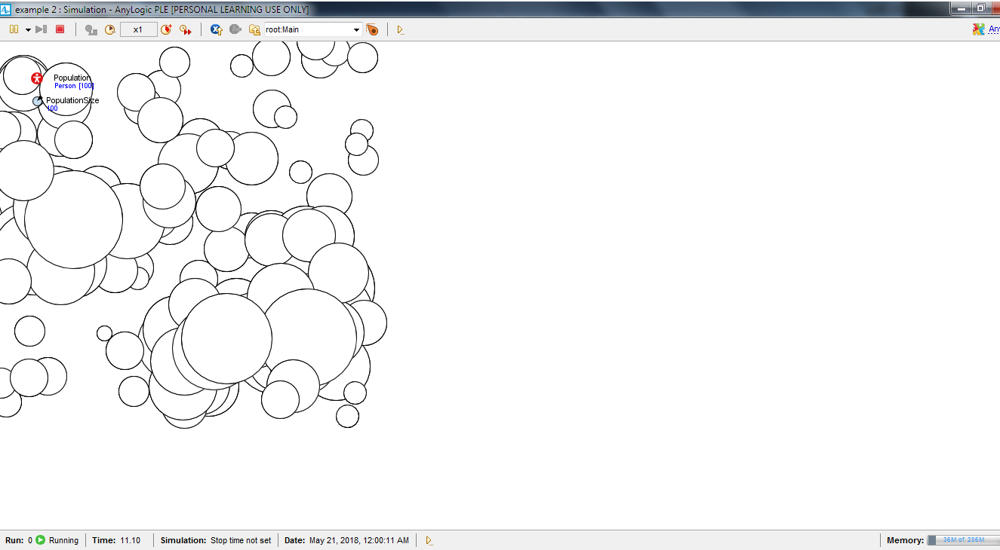 example 2 : Simulation - AnyLogic PLE [PERSONAL LEARNING USE ONLY]
x1
root:Main
Any
Population
Person [100]
PopulationSize
100
Run: 0 Running
Time: 11.10
Simulation: Stop time not set
Date: May 21, 2018, 12:00:11 AM
Memory: 36M of 256M